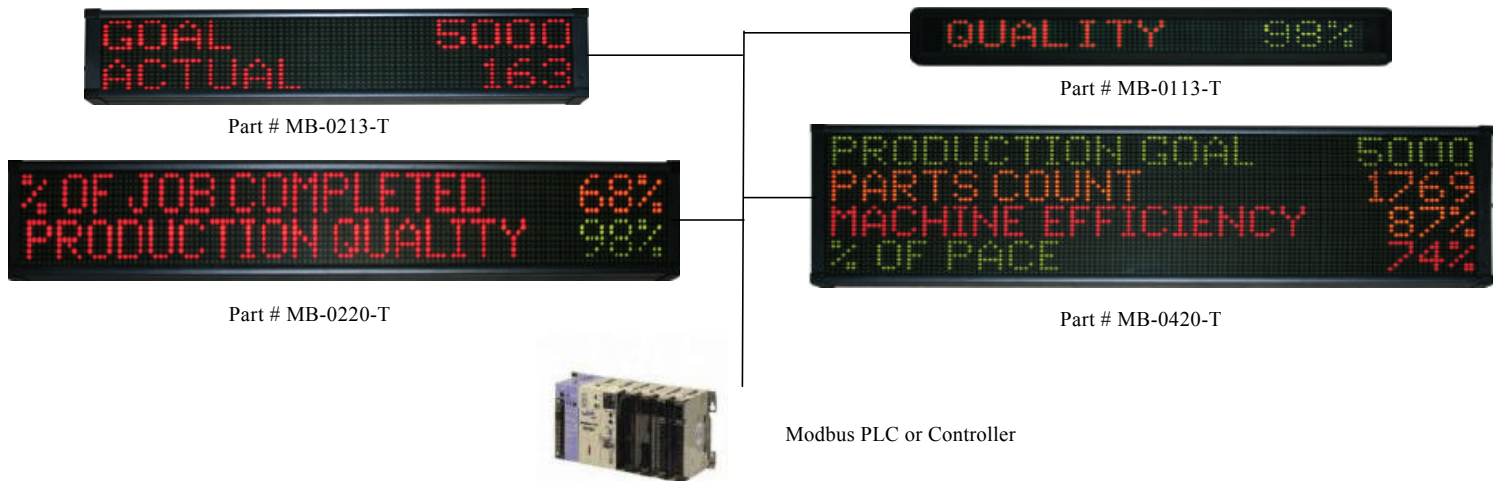 GOAL 5000
ACTUAL 163
Part # MB-0213-T
QUALITY 98%
Part # MB-0113-T
% OF JOB COMPLETED 68%
PRODUCTION QUALITY 98%
Part # MB-0220-T
PRODUCTION GOAL 5000
PARTS COUNT 1769
MACHINE EFFICIENCY 87%
% OF PACE 74%
Part # MB-0420-T
Modbus PLC or Controller